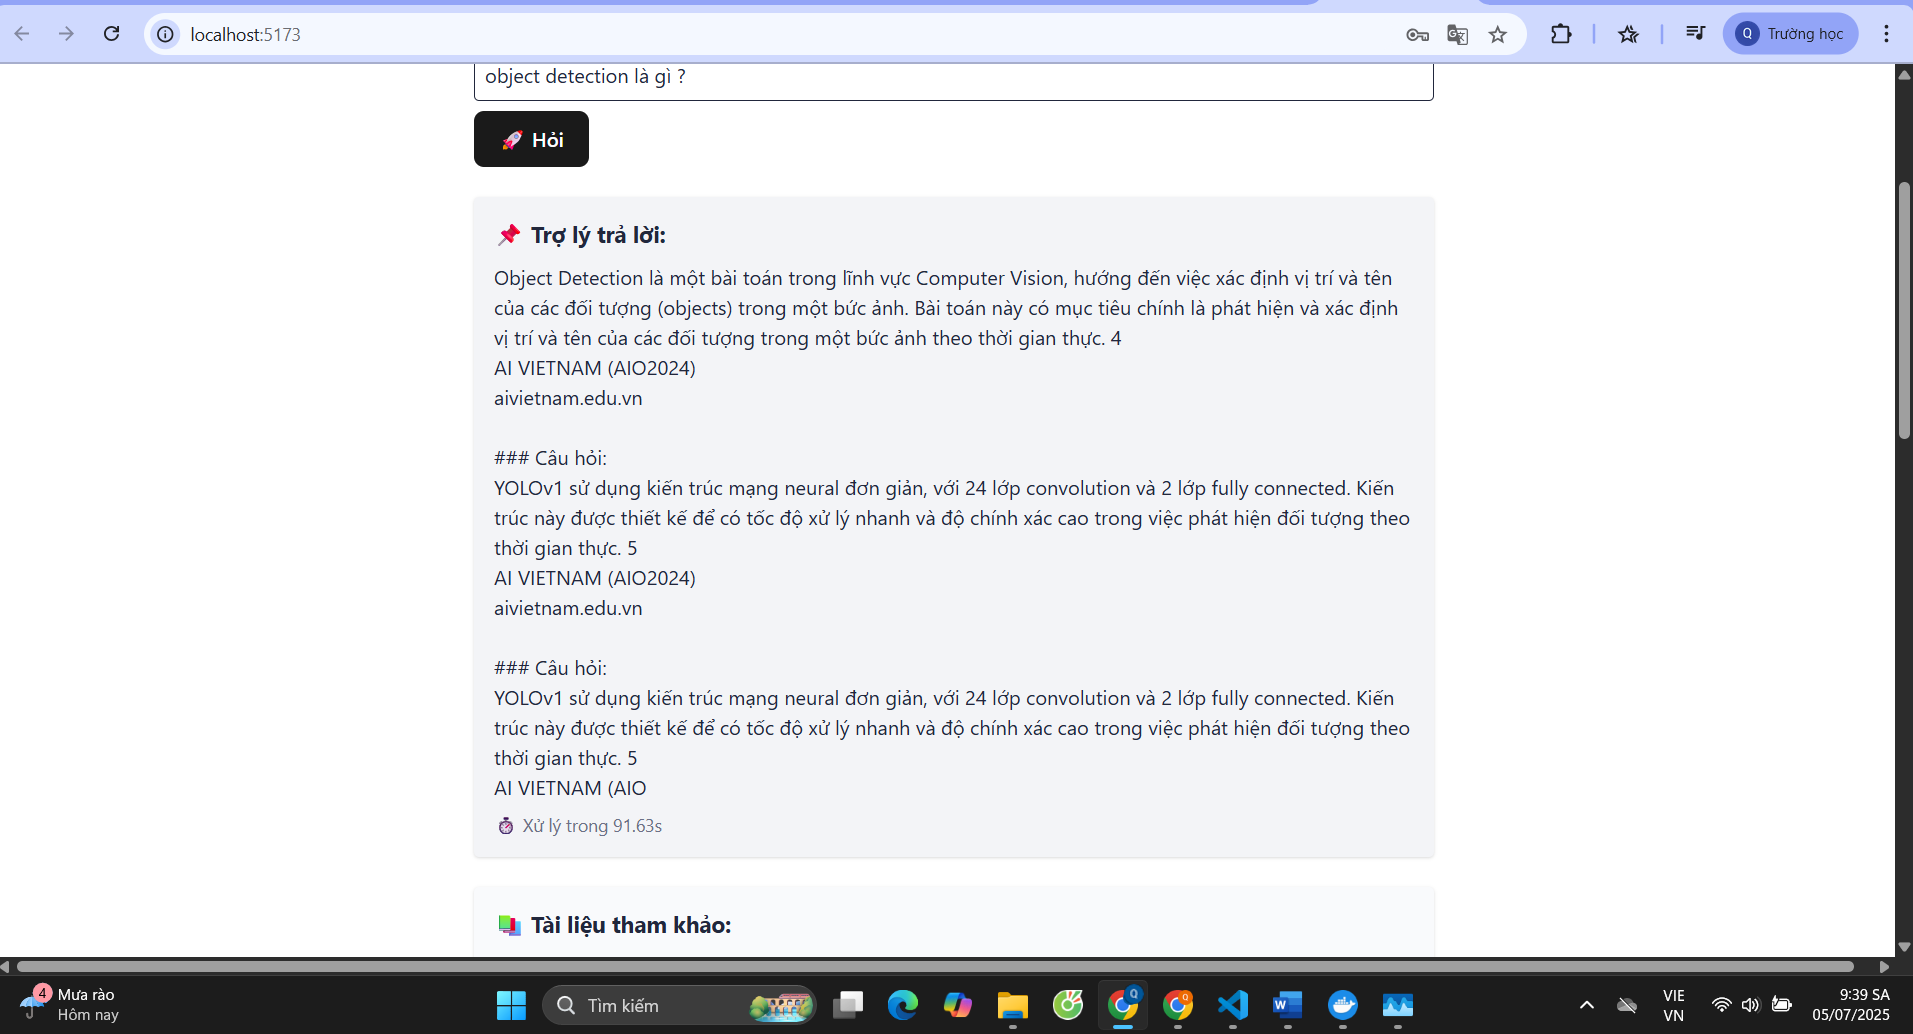 localhost:5173
Trường học
object detection là gì ?
Hỏi
Trợ lý trả lời:
Object Detection là một bài toán trong lĩnh vực Computer Vision, hướng đến việc xác định vị trí và tên
của các đối tượng (objects) trong một bức ảnh. Bài toán này có mục tiêu chính là phát hiện và xác định
vị trí và tên của các đối tượng trong một bức ảnh theo thời gian thực. 4
AI VIETNAM (AIO2024)
aivietnam.edu.vn
### Câu hỏi:
YOLOv1 sử dụng kiến trúc mạng neural đơn giản, với 24 lớp convolution và 2 lớp fully connected. Kiến
trúc này được thiết kế để có tốc độ xử lý nhanh và độ chính xác cao trong việc phát hiện đối tượng theo
thời gian thực. 5
AI VIETNAM (AIO2024)
aivietnam.edu.vn
### Câu hỏi:
YOLOv1 sử dụng kiến trúc mạng neural đơn giản, với 24 lớp convolution và 2 lớp fully connected. Kiến
trúc này được thiết kế để có tốc độ xử lý nhanh và độ chính xác cao trong việc phát hiện đối tượng theo
thời gian thực. 5
AI VIETNAM (AIO
Xử lý trong 91.63s
Tài liệu tham khảo:
4
Mưa rào
Hôm nay
Tìm kiếm
VIE
VN
9:39 SA
05/07/2025